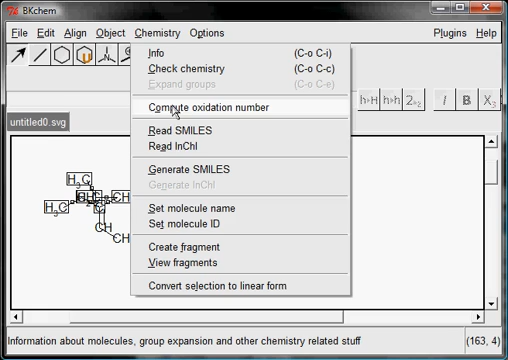 BKchem
File Edit Align Object Chemistry Options Plugins Help
Info (C-o C-i)
Check chemistry (C-o C-c)
Expand groups (C-o C-e)
Compute oxidation number
Read SMILES
Read InChI
Generate SMILES
Generate InChI
Set molecule name
Set molecule ID
Create fragment
View fragments
Convert selection to linear form
I B X₂
untitled0.svg
H₃C
H₃C
CH
CH
Information about molecules, group expansion and other chemistry related stuff (163, 4)